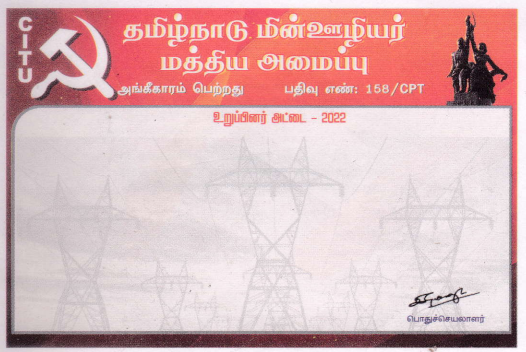 CITU
தமிழ்நாடு மின்ஊழியர்
மத்திய அமைப்பு
அங்கீகாரம் பெற்றது பதிவு எண்: 158/CPT
உறுப்பினர் அட்டை - 2022
பொதுச்செயலாளர்